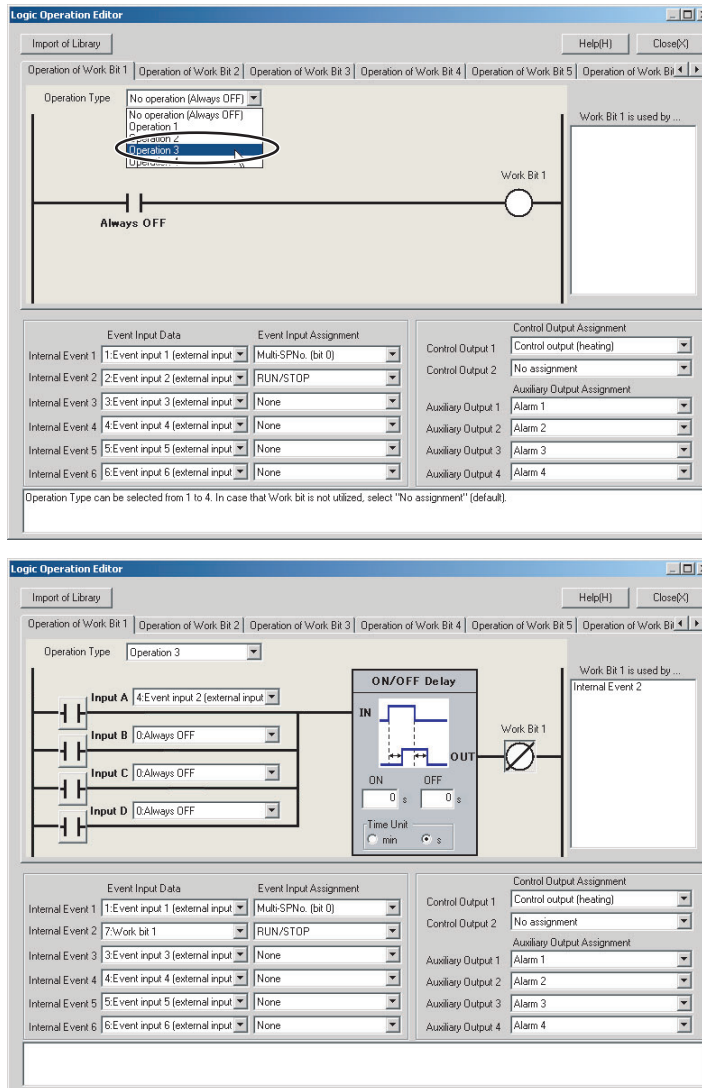 Logic Operation Editor
Import of Library
Help(H)
Close(X)
Operation of Work Bit 1
Operation of Work Bit 2
Operation of Work Bit 3
Operation of Work Bit 4
Operation of Work Bit 5
Operation of Work Bit
Operation Type
No operation (Always OFF)
No operation (Always OFF)
Operation 1
Operation 2
Operation 3
Work Bit 1 is used by ...
Work Bit 1
Always OFF
Event Input Data
Event Input Assignment
Internal Event 1 1:Event input 1 (external input Multi-SPNo. (bit 0)
Internal Event 2 2:Event input 2 (external input RUN/STOP
Internal Event 3 3:Event input 3 (external input None
Internal Event 4 4:Event input 4 (external input None
Internal Event 5 5:Event input 5 (external input None
Internal Event 6 6:Event input 6 (external input None
Control Output Assignment
Control Output 1 Control output (heating)
Control Output 2 No assignment
Auxiliary Output Assignment
Auxiliary Output 1 Alarm 1
Auxiliary Output 2 Alarm 2
Auxiliary Output 3 Alarm 3
Auxiliary Output 4 Alarm 4
Operation Type can be selected from 1 to 4. In case that Work bit is not utilized, select "No assignment" (default).
Logic Operation Editor
Import of Library
Help(H)
Close(X)
Operation of Work Bit 1
Operation of Work Bit 2
Operation of Work Bit 3
Operation of Work Bit 4
Operation of Work Bit 5
Operation of Work Bit
Operation Type Operation 3
Work Bit 1 is used by ...
Internal Event 2
Input A 4:Event input 2 (external input
Input B 0:Always OFF
Input C 0:Always OFF
Input D 0:Always OFF
ON/OFF Delay
IN
OUT
ON
OFF
0 s
0 s
Time Unit
min
s
Work Bit 1
Event Input Data
Event Input Assignment
Internal Event 1 1:Event input 1 (external input Multi-SPNo. (bit 0)
Internal Event 2 7:Work bit 1 RUN/STOP
Internal Event 3 3:Event input 3 (external input None
Internal Event 4 4:Event input 4 (external input None
Internal Event 5 5:Event input 5 (external input None
Internal Event 6 6:Event input 6 (external input None
Control Output Assignment
Control Output 1 Control output (heating)
Control Output 2 No assignment
Auxiliary Output Assignment
Auxiliary Output 1 Alarm 1
Auxiliary Output 2 Alarm 2
Auxiliary Output 3 Alarm 3
Auxiliary Output 4 Alarm 4